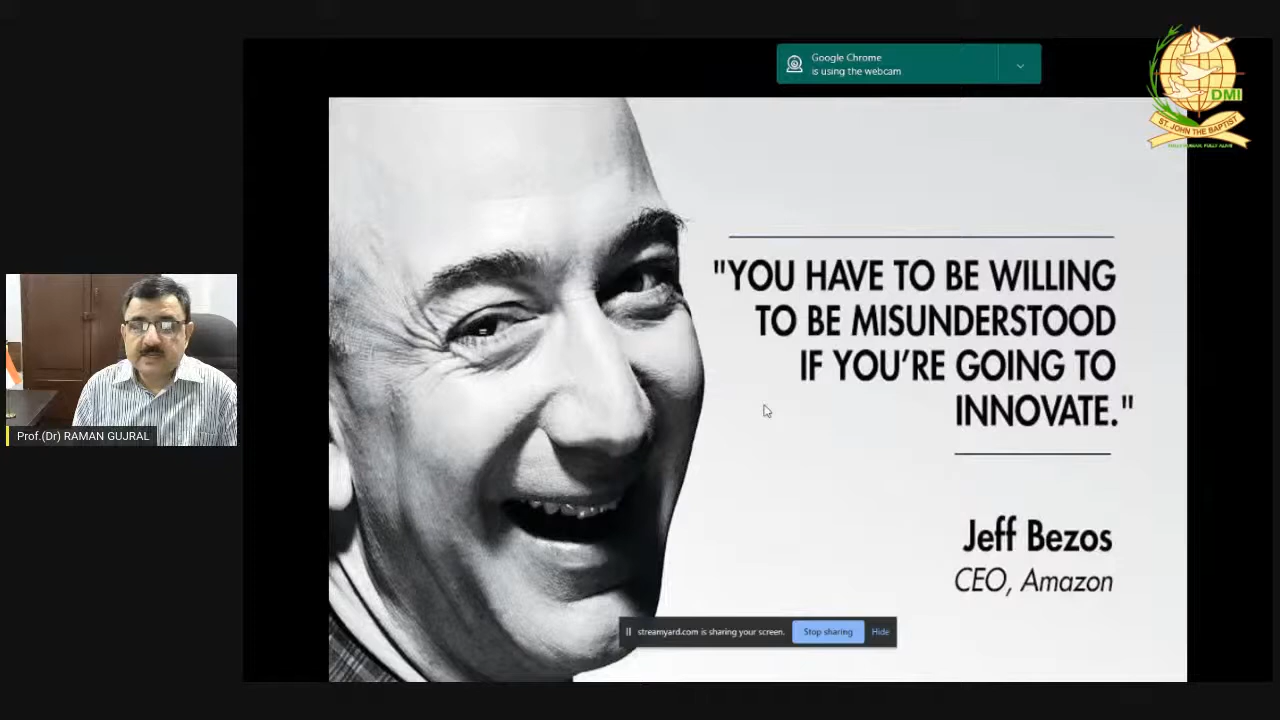 Google Chrome
is using the webcam
DMI
ST. JOHN THE BAPTIST
"YOU HAVE TO BE WILLING
TO BE MISUNDERSTOOD
IF YOU'RE GOING TO
INNOVATE."
Jeff Bezos
CEO, Amazon
Prof.(Dr) RAMAN GUJRAL
streamyard.com is sharing your screen.
Stop sharing
Hide